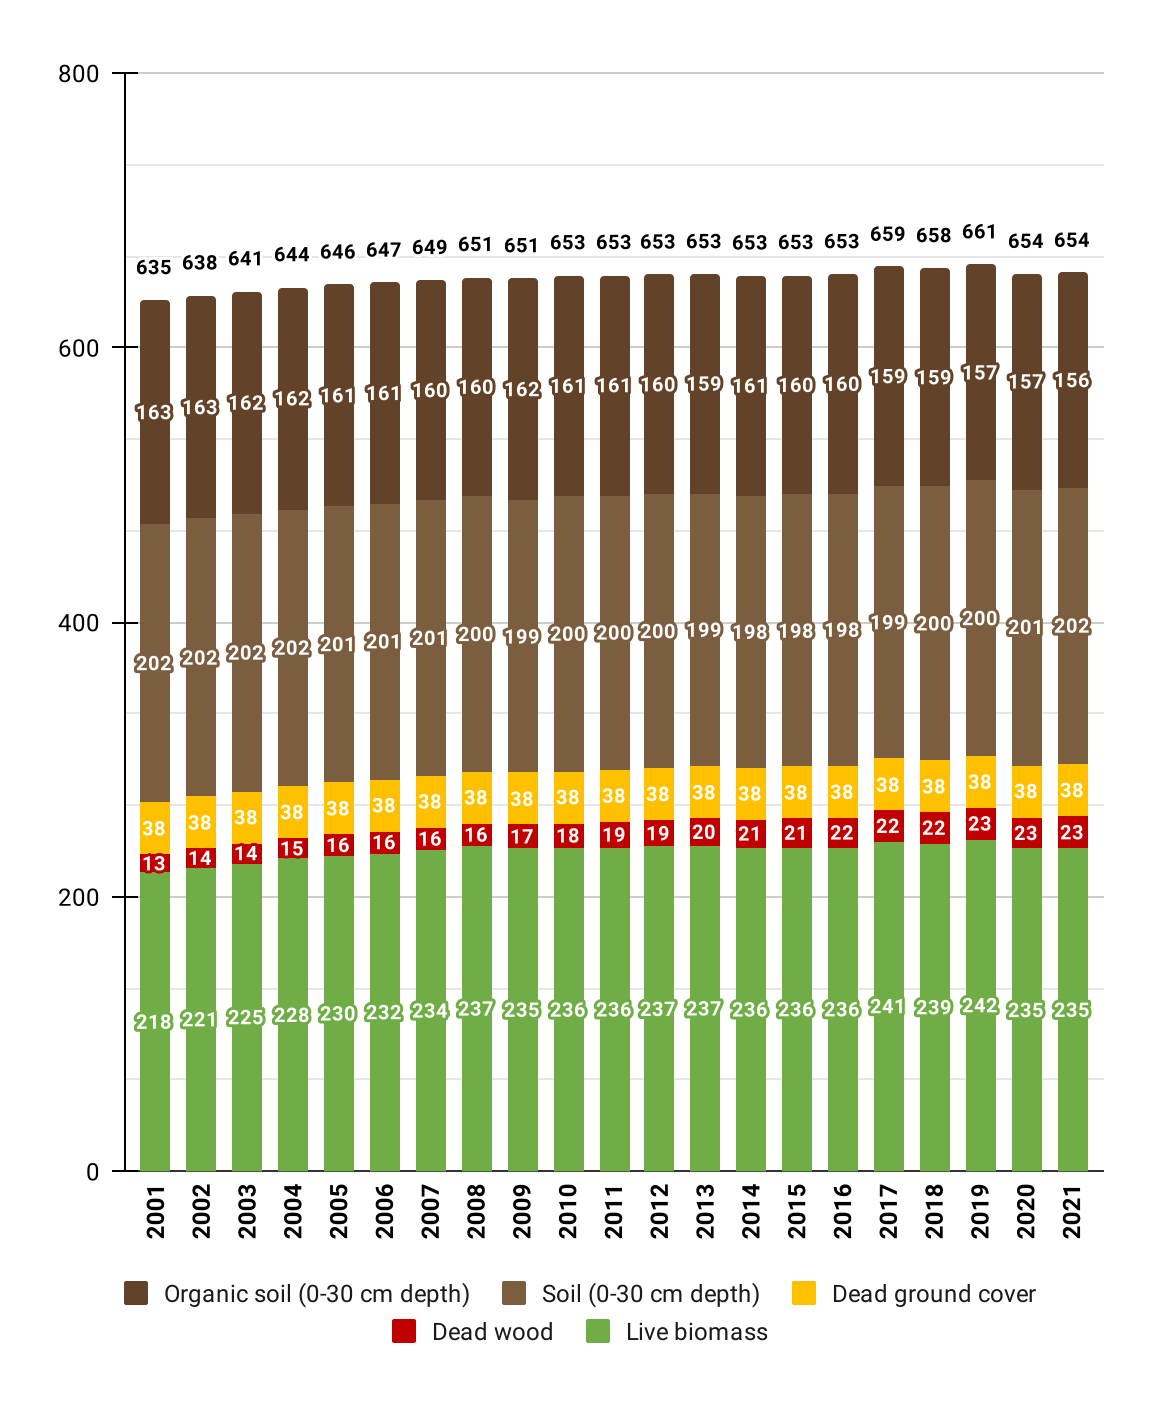 800
600
400
200
0
635 638 641 644 646 647 649 651 651 653 653 653 653 653 653 653 659 658 661 654 654
163 163 162 162 161 161 160 160 162 161 161 160 159 161 160 160 159 159 157 157 156
202 202 202 202 201 201 201 200 199 200 200 200 199 198 198 198 199 200 200 201 202
38 38 38 38 38 38 38 38 38 38 38 38 38 38 38 38 38 38 38 38 38
13 14 14 15 16 16 16 16 17 18 19 19 20 21 21 22 22 22 23 23 23
218 221 225 228 230 232 234 237 235 236 236 237 237 236 236 236 241 239 242 235 235
2001 2002 2003 2004 2005 2006 2007 2008 2009 2010 2011 2012 2013 2014 2015 2016 2017 2018 2019 2020 2021
Organic soil (0-30 cm depth) Soil (0-30 cm depth) Dead ground cover
Dead wood Live biomass